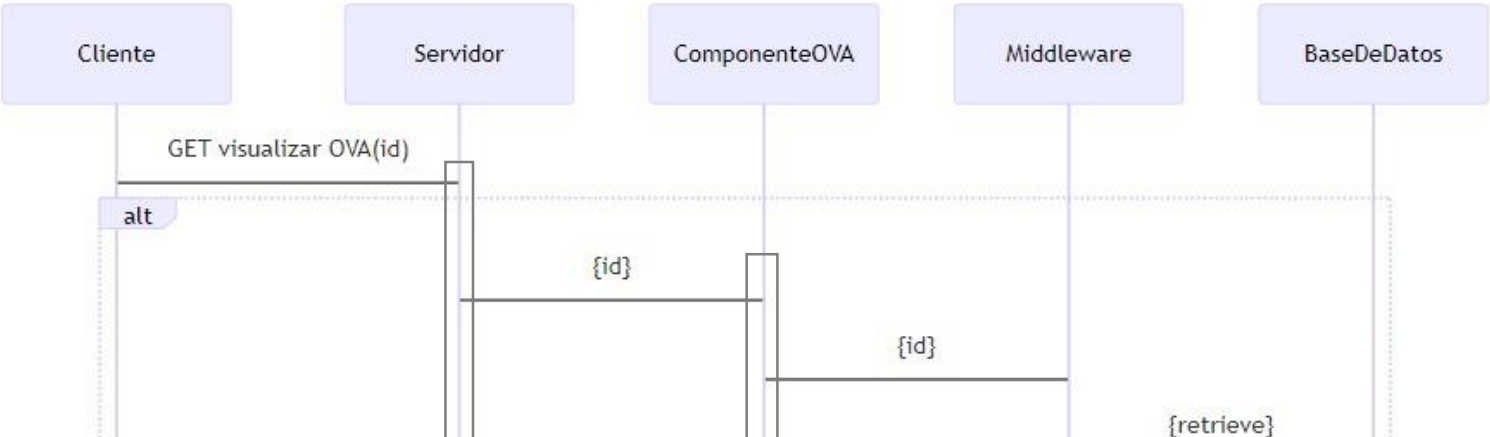 Cliente
Servidor
ComponenteOVA
Middleware
BaseDeDatos
GET visualizar OVA(id)
alt
{id}
{id}
{retrieve}